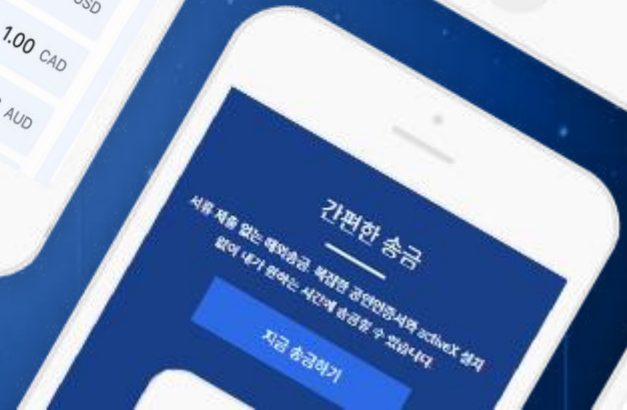 USD
1.00 CAD
AUD
간편한 송금
서류 제출 없는 해외송금. 복잡한 공인인증서와 activeX 설치
없이 내가 원하는 시간에 송금할 수 있습니다.
지금 송금하기